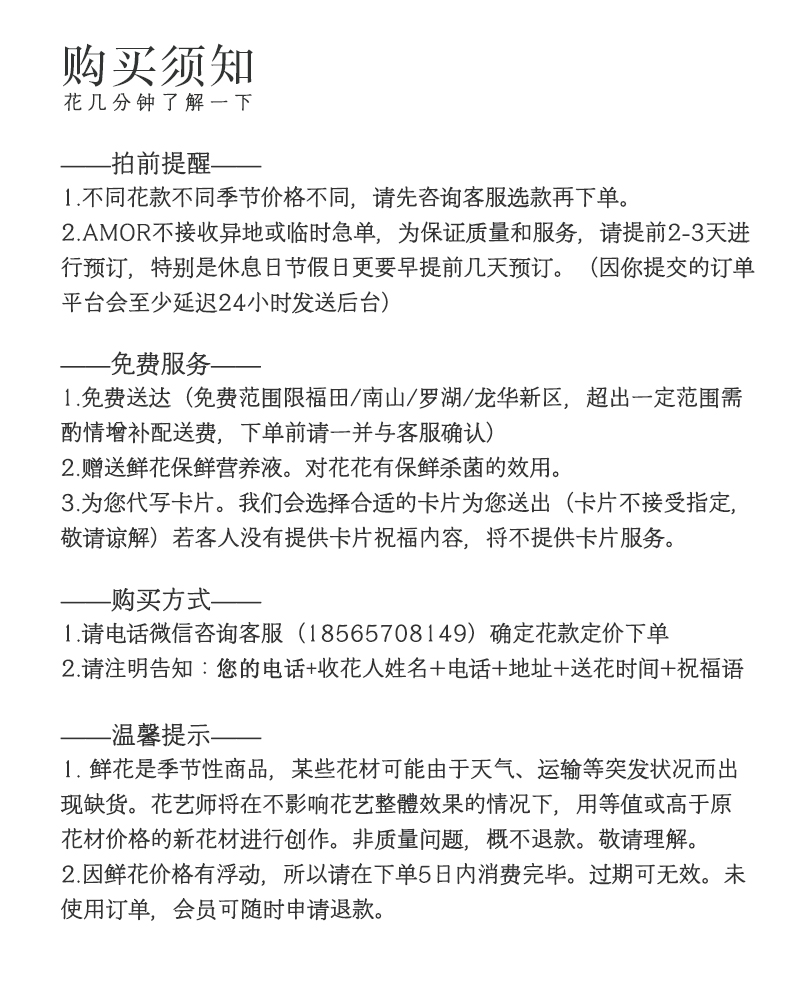 购买须知
花几分钟了解一下
——拍前提醒——
1.不同花款不同季节价格不同，请先咨询客服选款再下单。
2.AMOR不接收异地或临时急单，为保证质量和服务，请提前2-3天进
行预订，特别是休息日节假日更要早提前几天预订。（因你提交的订单
平台会至少延迟24小时发送后台）
——免费服务——
1.免费送达（免费范围限福田/南山/罗湖/龙华新区，超出一定范围需
酌情增补配送费，下单前请一并与客服确认）
2.赠送鲜花保鲜营养液。对花花有保鲜杀菌的效用。
3.为您代写卡片。我们会选择合适的卡片为您送出（卡片不接受指定，
敬请谅解）若客人没有提供卡片祝福内容，将不提供卡片服务。
——购买方式——
1.请电话微信咨询客服（18565708149）确定花款定价下单
2.请注明告知：您的电话+收花人姓名+电话+地址+送花时间+祝福语
——温馨提示——
1. 鲜花是季节性商品，某些花材可能由于天气、运输等突发状况而出
现缺货。花艺师将在不影响花艺整體效果的情况下，用等值或高于原
花材价格的新花材进行创作。非质量问题，概不退款。敬请理解。
2.因鲜花价格有浮动，所以请在下单5日内消费完毕。过期可无效。未
使用订单，会员可随时申请退款。